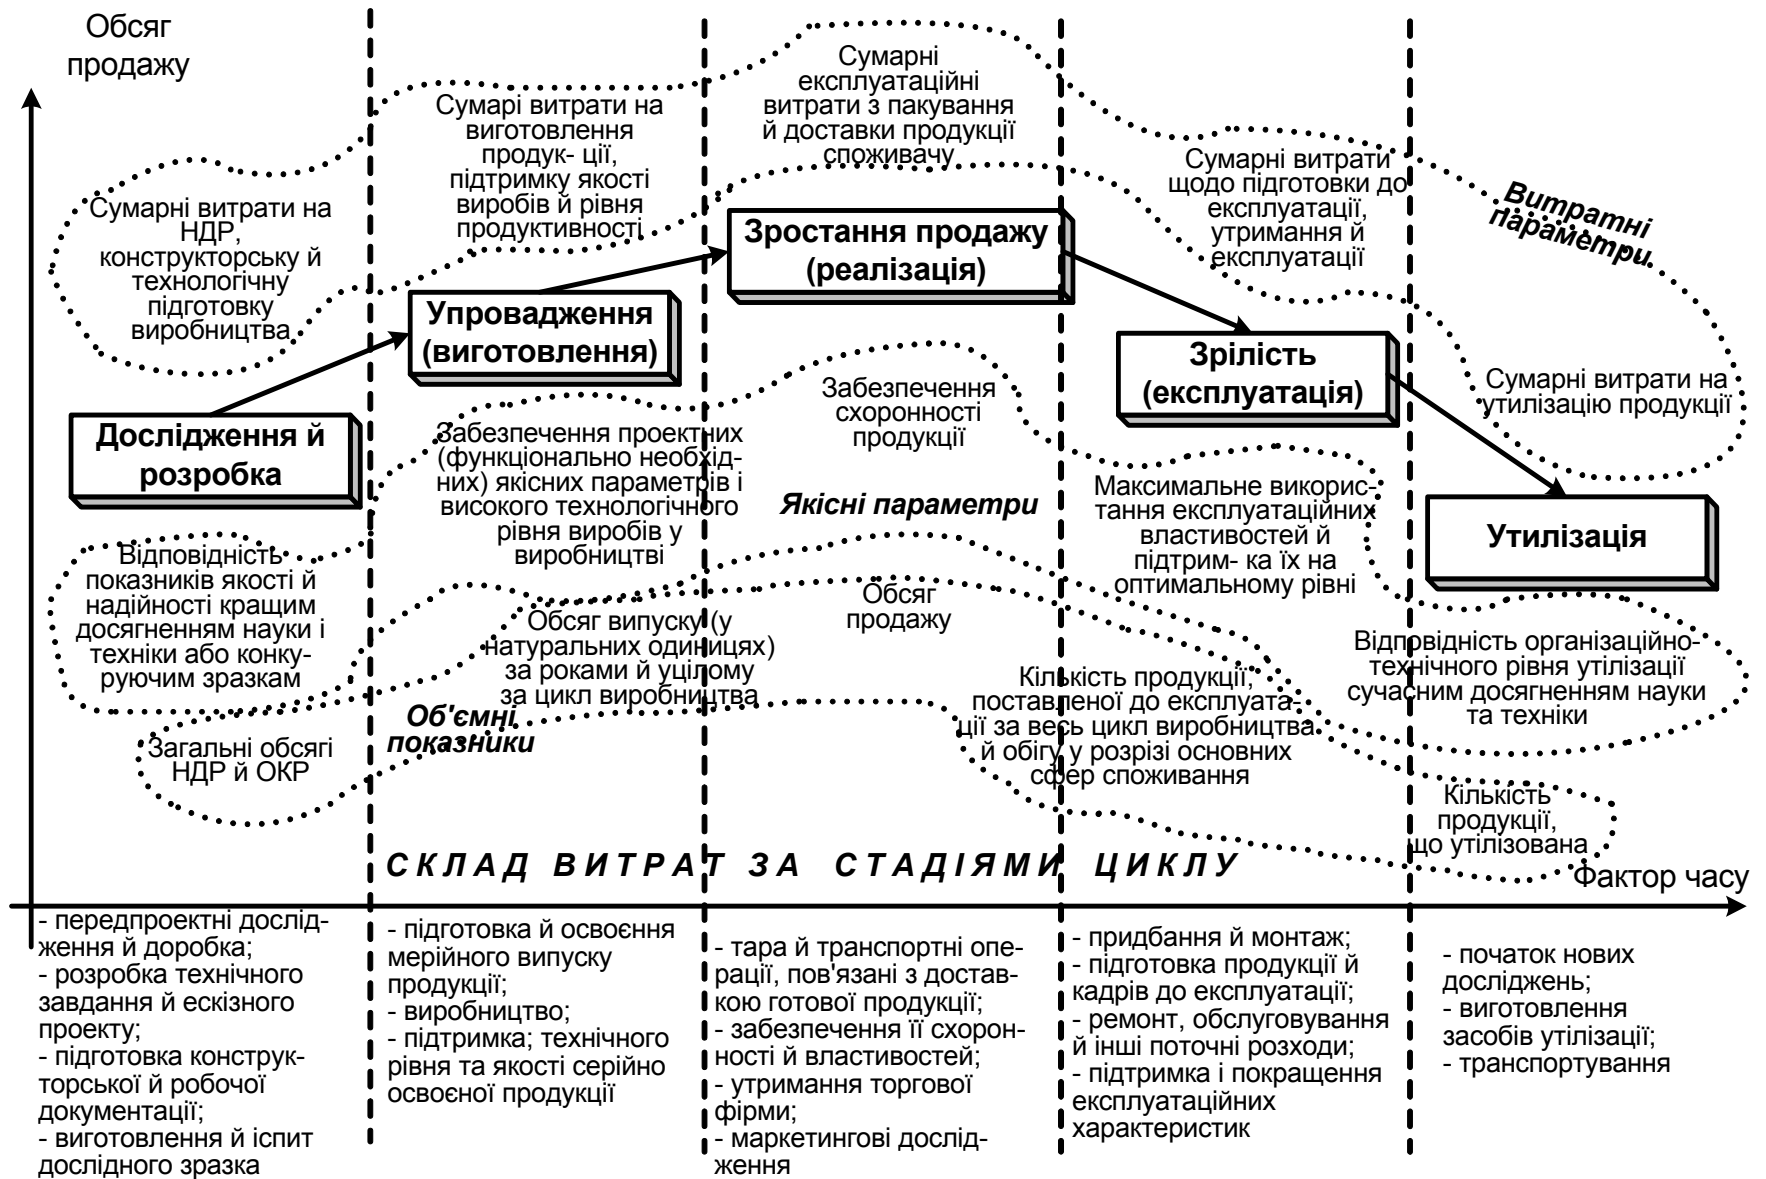 Обсяг
продажу
Сумарні витрати на
НДР,
конструкторську й
технологічну
підготовку
виробництва
Сумарі витрати на
виготовлення
продук- ції,
підтримку якості
виробів й рівня
продуктивності
Сумарні
експлуатаційні
витрати з пакування
й доставки продукції
споживачу
Сумарні витрати
щодо підготовки до
експлуатації,
утримання й
експлуатації
Витратні
параметри
Сумарні витрати на
утилізацію продукції
Дослідження й
розробка
Упровадження
(виготовлення)
Зростання продажу
(реалізація)
Зрілість
(експлуатація)
Утилізація
Відповідність
показників якості й
надійності кращим
досягненням науки і
техніки або конку-
руючим зразкам
Забезпечення проектних
(функціонально необхід-
них) якісних параметрів і
високого технологічного
рівня виробів у
виробництві
Забезпечення
схоронності
продукції
Якісні параметри
Максимальне викорис-
тання експлуатаційних
властивостей й
підтрим- ка їх на
оптимальному рівні
Відповідність організаційно-
технічного рівня утілізації
сучасним досягненням науки
та техніки
Загальні обсягі
НДР й ОКР
Об'ємні
показники
Обсяг випуску (у
натуральних одиницях)
за роками й уцілому
за цикл виробництва
Обсяг
продажу
Кількість продукції,
поставленої до експлуата-
ції за весь цикл виробництва
й обігу у розрізі основних
сфер споживання
Кількість
продукції,
що утілізована
СКЛАД ВИТРАТ ЗА СТАДІЯМИ ЦИКЛУ
Фактор часу
- передпроектні дослід-
ження й доробка;
- розробка технічного
завдання й ескізного
проекту;
- підготовка конструк-
торської й робочої
документації;
- виготовлення й іспит
дослідного зразка
- підготовка й освоєння
мерійного випуску
продукції;
- виробництво;
- підтримка; технічного
рівня та якості серійно
освоєної продукції
- тара й транспортні опе-
рації, пов'язані з достав-
кою готової продукції;
- забезпечення її схорон-
ності й властивостей;
- утримання торгової
фірми;
- маркетингові дослід-
ження
- придбання й монтаж;
- підготовка продукції й
кадрів до експлуатації;
- ремонт, обслуговування
й інші поточні розходи;
- підтримка і покращення
експлуатаційних
характеристик
- початок нових
досліджень;
- виготовлення
засобів утілізації;
- транспортування